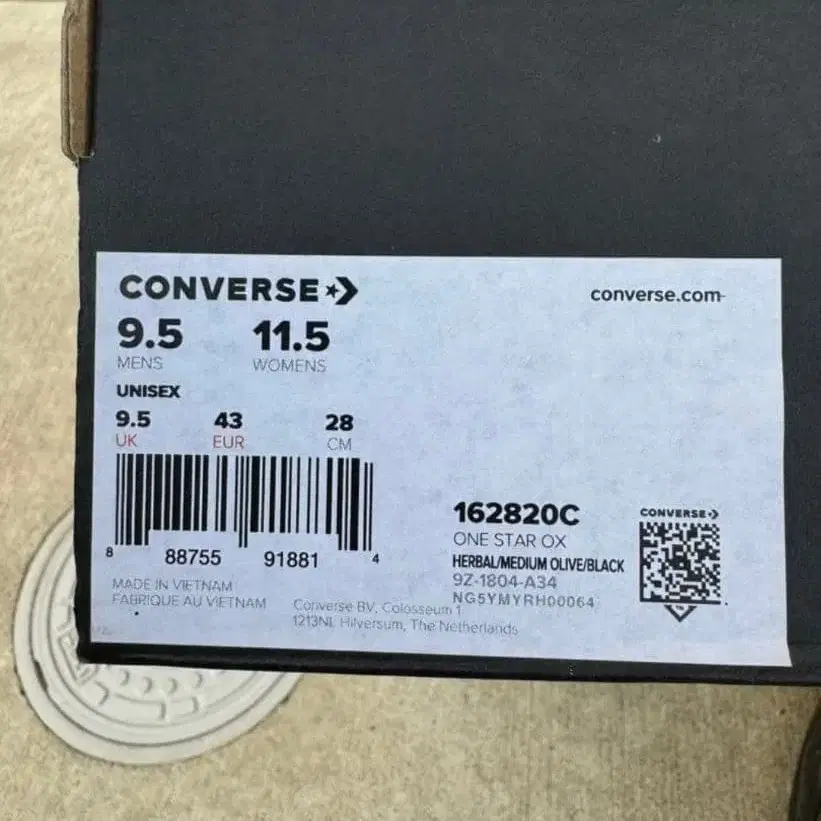 CONVERSE
converse.com
9.5 11.5
MENS WOMENS
UNISEX
9.5 43 28
UK EUR CM
8 88755 91881 4
162820C
ONE STAR OX
HERBAL/MEDIUM OLIVE/BLACK
9Z-1804-A34
NG5YMYRH00064
CONVERSE
MADE IN VIETNAM
FABRIQUE AU VIETNAM
Converse BV, Colosseum 1
1213NL Hilversum, The Netherlands